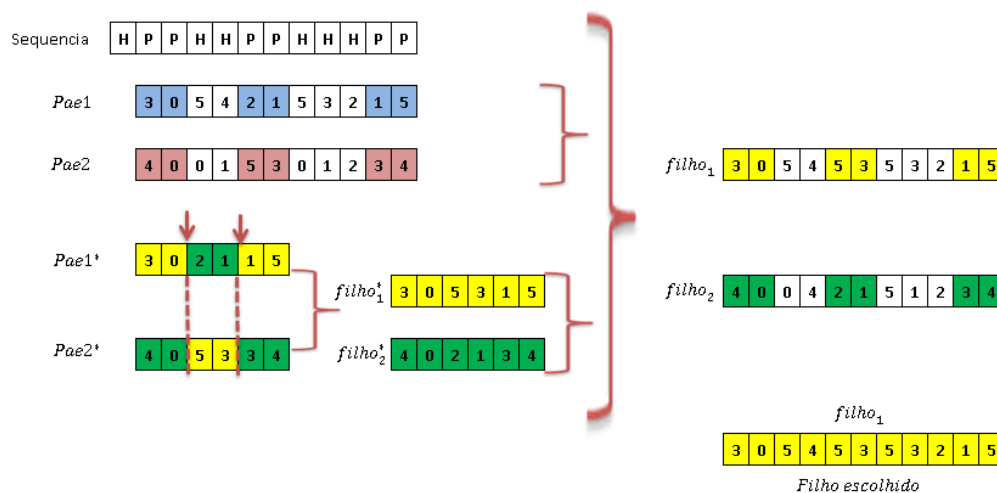 Sequencia H P P H H P P H H H P P
Pae1 3 0 5 4 2 1 5 3 2 1 5
Pae2 4 0 0 1 5 3 0 1 2 3 4
filho1 3 0 5 4 5 3 5 3 2 1 5
Pae1* 3 0 2 1 1 5
filho1* 3 0 5 3 1 5
filho2 4 0 0 4 2 1 5 1 2 3 4
Pae2* 4 0 5 3 3 4
filho2* 4 0 2 1 3 4
filho1
3 0 5 4 5 3 5 3 2 1 5
Filho escolhido